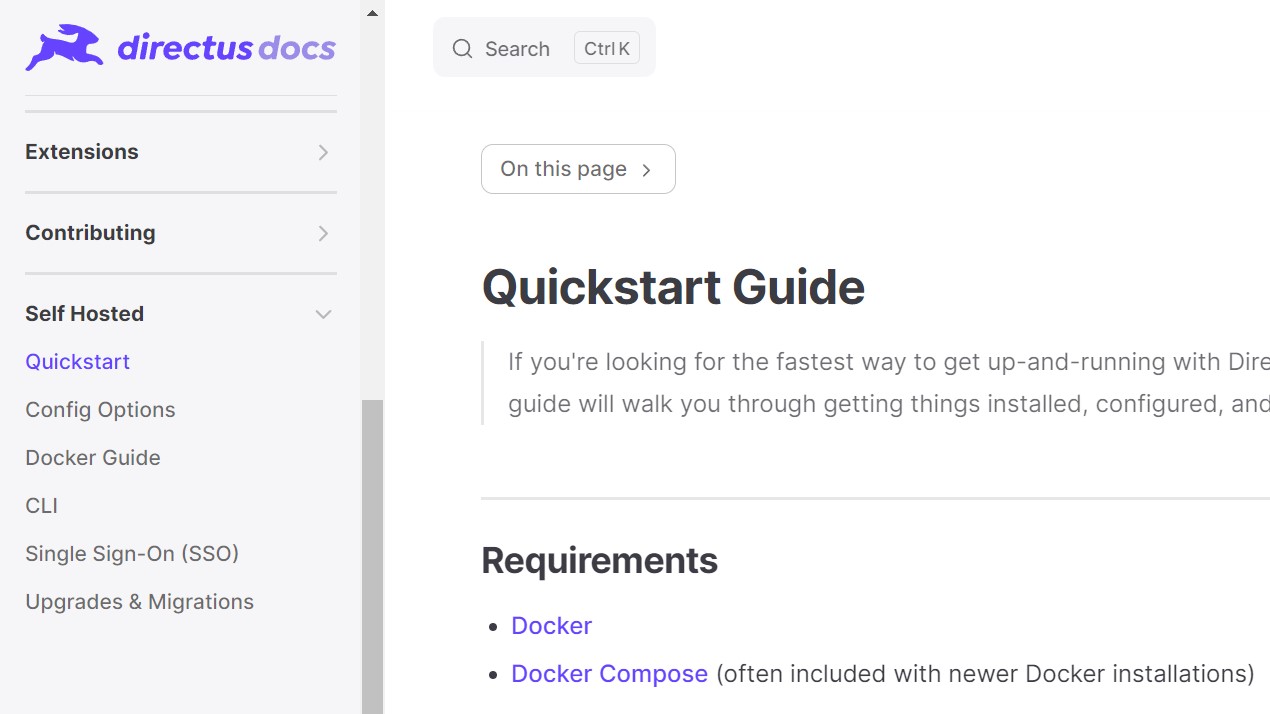 directus docs
Extensions
Contributing
Self Hosted
Quickstart
Config Options
Docker Guide
CLI
Single Sign-On (SSO)
Upgrades & Migrations
Search Ctrl K
On this page
Quickstart Guide
If you're looking for the fastest way to get up-and-running with
guide will walk you through getting things installed, configured, and
Requirements
Docker
Docker Compose (often included with newer Docker installations)